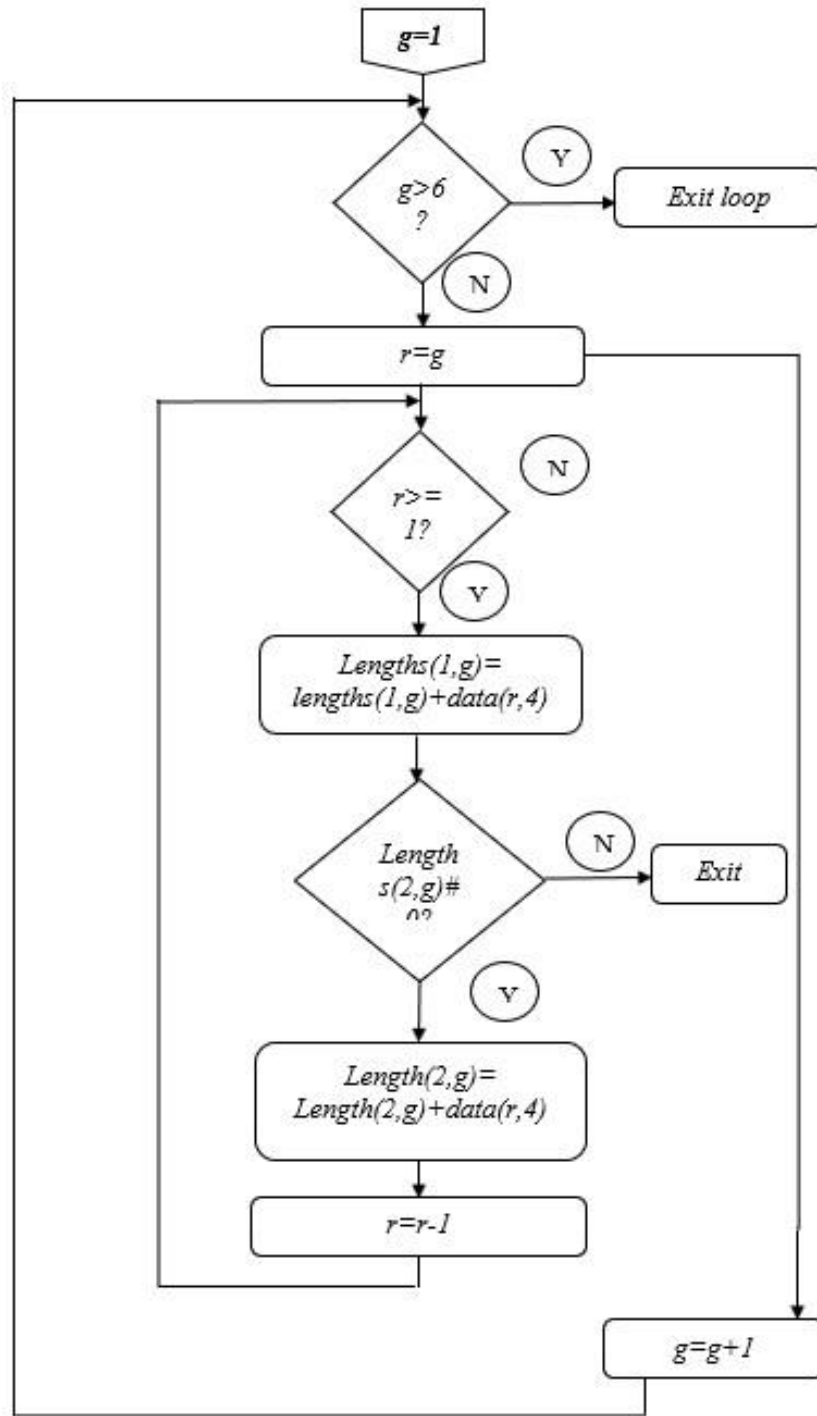 g=1
g>6
?
Y
Exit loop
N
r=g
N
r>=
1?
Y
Lengths(1,g)=
lengths(1,g)+data(r,4)
Length
s(2,g)#
N
Exit
Y
Length(2,g)=
Length(2,g)+data(r,4)
r=r-1
g=g+1